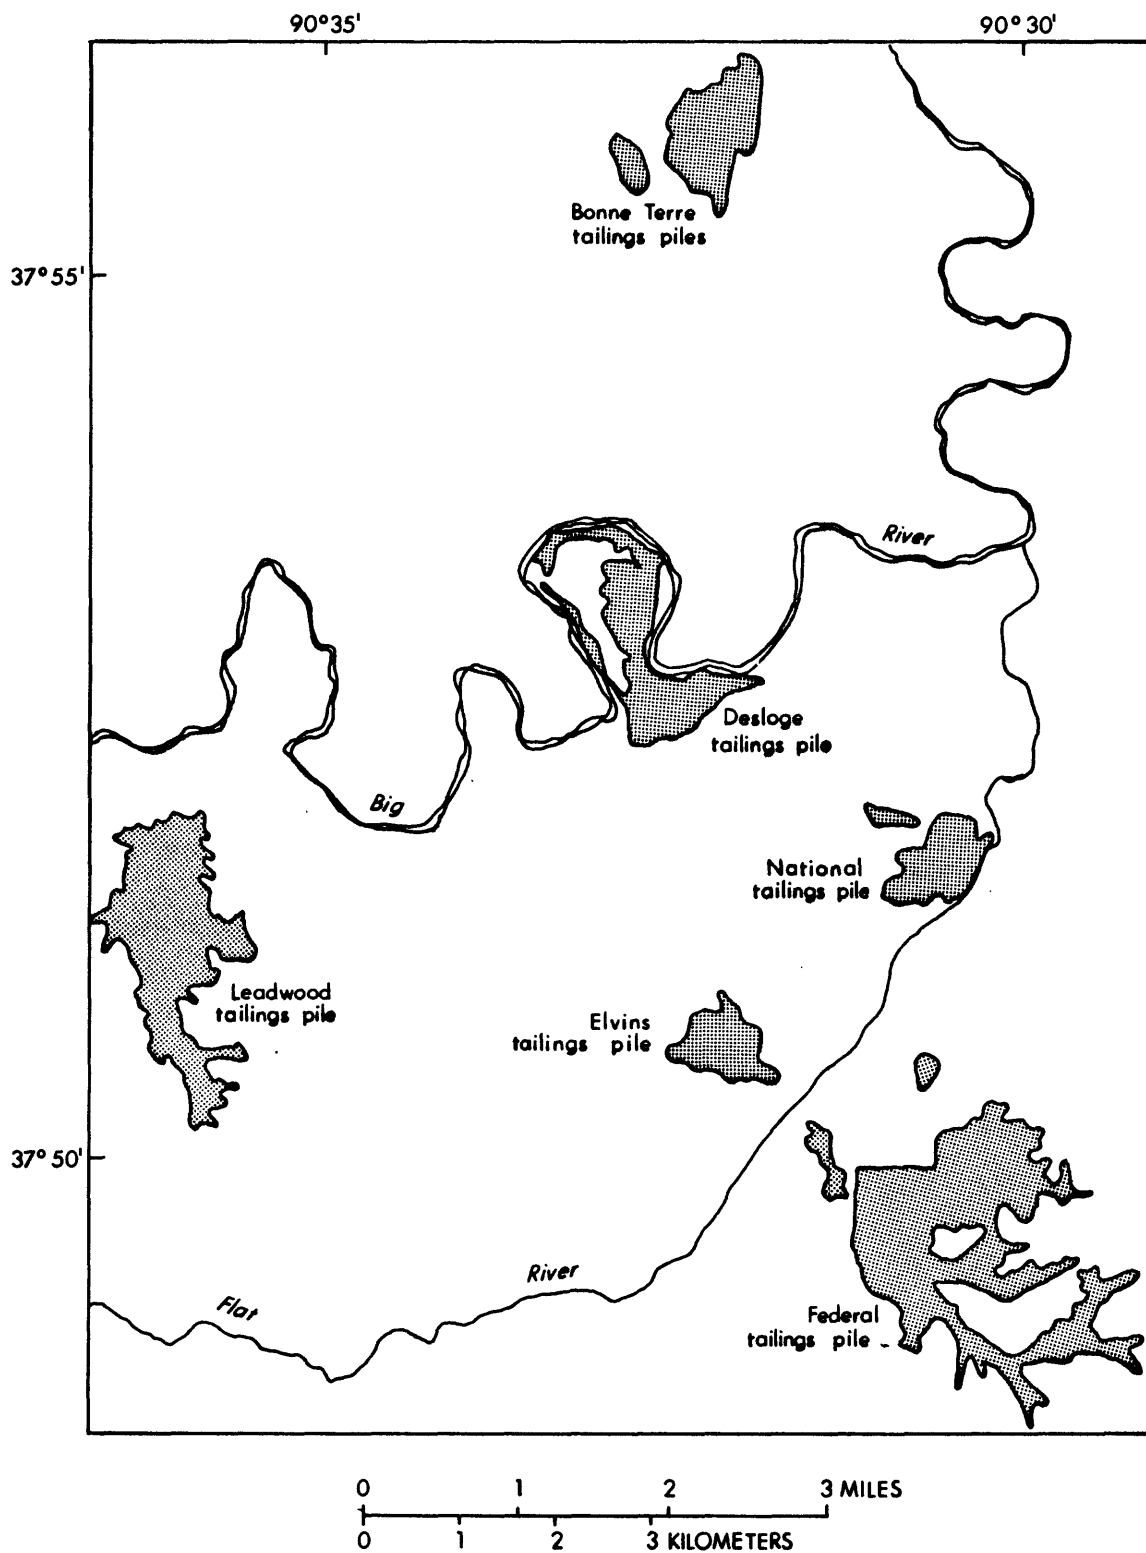 90°35'
90°30'
Bonne Terre
tailings piles
37°55'
River
Desloge
tailings pile
Big
National
tailings pile
Leadwood
tailings pile
Elvins
tailings pile
37°50'
River
Flat
Federal
tailings pile
0 1 2 3 MILES
0 1 2 3 KILOMETERS